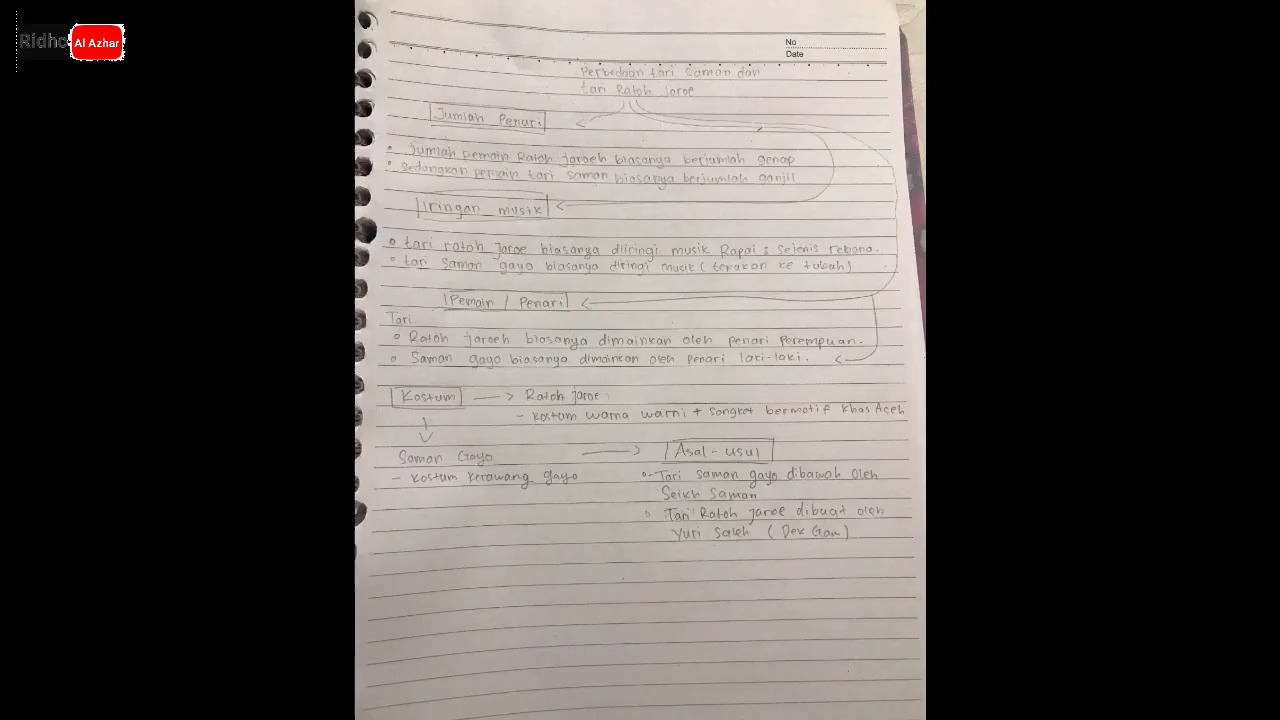 Ridho
Al Azhar
No
Date
Perbedaan tari Saman dan
tari Ratoh Jaroe
Jumlah Penari
• Jumlah pemain Ratoh jaroeh biasanya berjumlah genap
• Sedangkan pemain tari Saman biasanya berjumlah ganjil
Iringan musik
• tari ratoh Jaroe biasanya diiringi musik Rapai : sejenis rebana.
• tari Saman gayo biasanya diringi musik (tepakan ke tubuh)
Pemain / Penari
Tari
• Ratoh jaroeh biasanya dimainkan oleh penari Perempuan.
• Saman gayo biasanya dimainkan oleh penari laki-laki.
Kostum -> Ratoh jaroe:
- kostum warna warni + songket bermotif khas Aceh
Saman Gayo -> Asal-usul
- kostum kerawang gayo
•- Tari saman gayo dibawah oleh
Seikh Saman
• Tari Ratoh jaroe dibuat oleh
Yuri Saleh (Dek Gam)